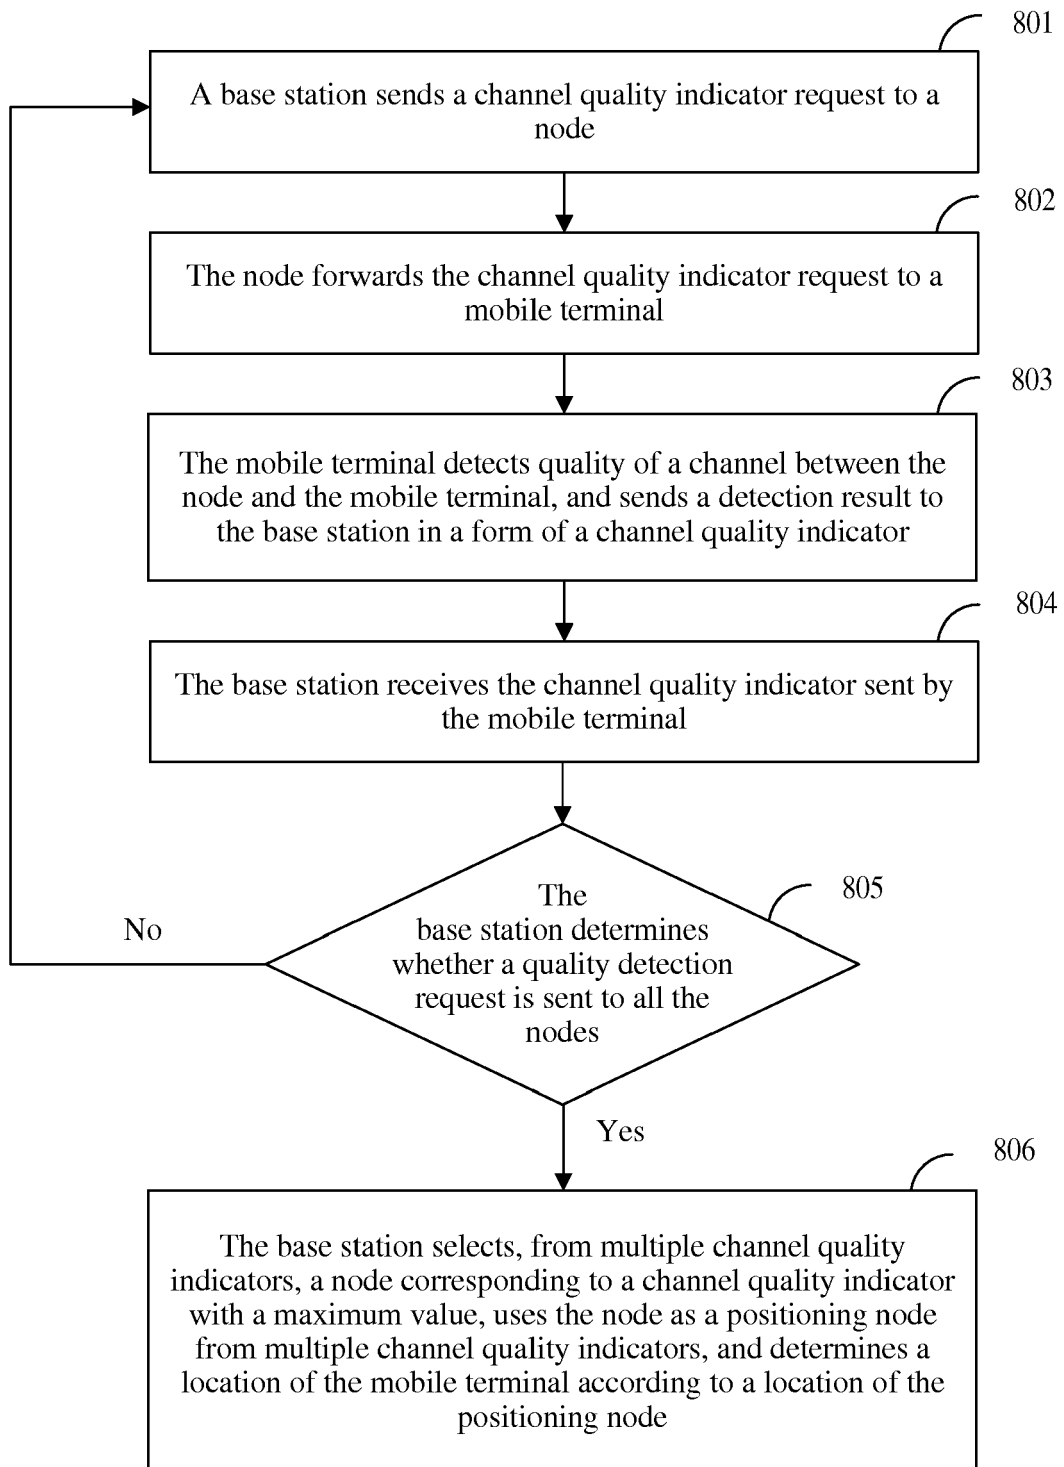 801
A base station sends a channel quality indicator request to a
node
802
The node forwards the channel quality indicator request to a
mobile terminal
803
The mobile terminal detects quality of a channel between the
node and the mobile terminal, and sends a detection result to
the base station in a form of a channel quality indicator
804
The base station receives the channel quality indicator sent by
the mobile terminal
805
The
base station determines
whether a quality detection
request is sent to all the
nodes
No
Yes
806
The base station selects, from multiple channel quality
indicators, a node corresponding to a channel quality indicator
with a maximum value, uses the node as a positioning node
from multiple channel quality indicators, and determines a
location of the mobile terminal according to a location of the
positioning node